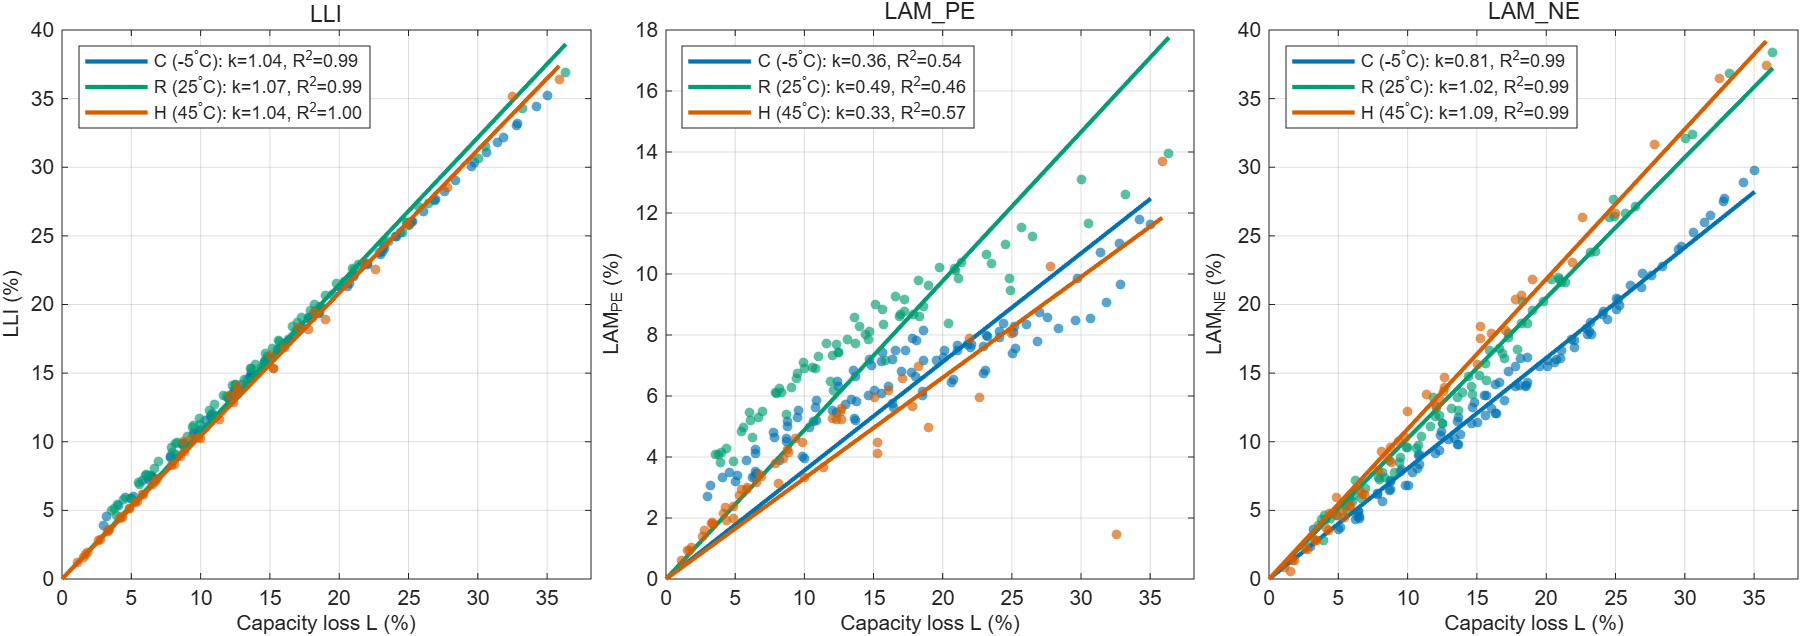 LLI
C (-5°C): k=1.04, R²=0.99
R (25°C): k=1.07, R²=0.99
H (45°C): k=1.04, R²=1.00
LLI (%)
40
35
30
25
20
15
10
5
0
0 5 10 15 20 25 30 35
Capacity loss L (%)
LAM_PE
C (-5°C): k=0.36, R²=0.54
R (25°C): k=0.49, R²=0.46
H (45°C): k=0.33, R²=0.57
LAM_PE (%)
18
16
14
12
10
8
6
4
2
0
0 5 10 15 20 25 30 35
Capacity loss L (%)
LAM_NE
C (-5°C): k=0.81, R²=0.99
R (25°C): k=1.02, R²=0.99
H (45°C): k=1.09, R²=0.99
LAM_NE (%)
40
35
30
25
20
15
10
5
0
0 5 10 15 20 25 30 35
Capacity loss L (%)